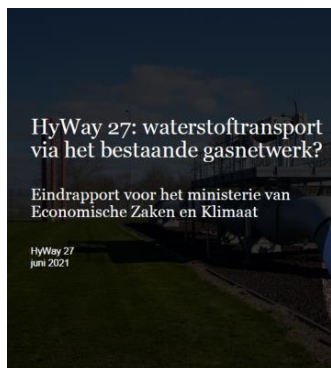 HyWay 27: waterstoftransport
via het bestaande gasnetwerk?
Eindrapport voor het ministerie van
Economische Zaken en Klimaat
HyWay 27
juni 2021